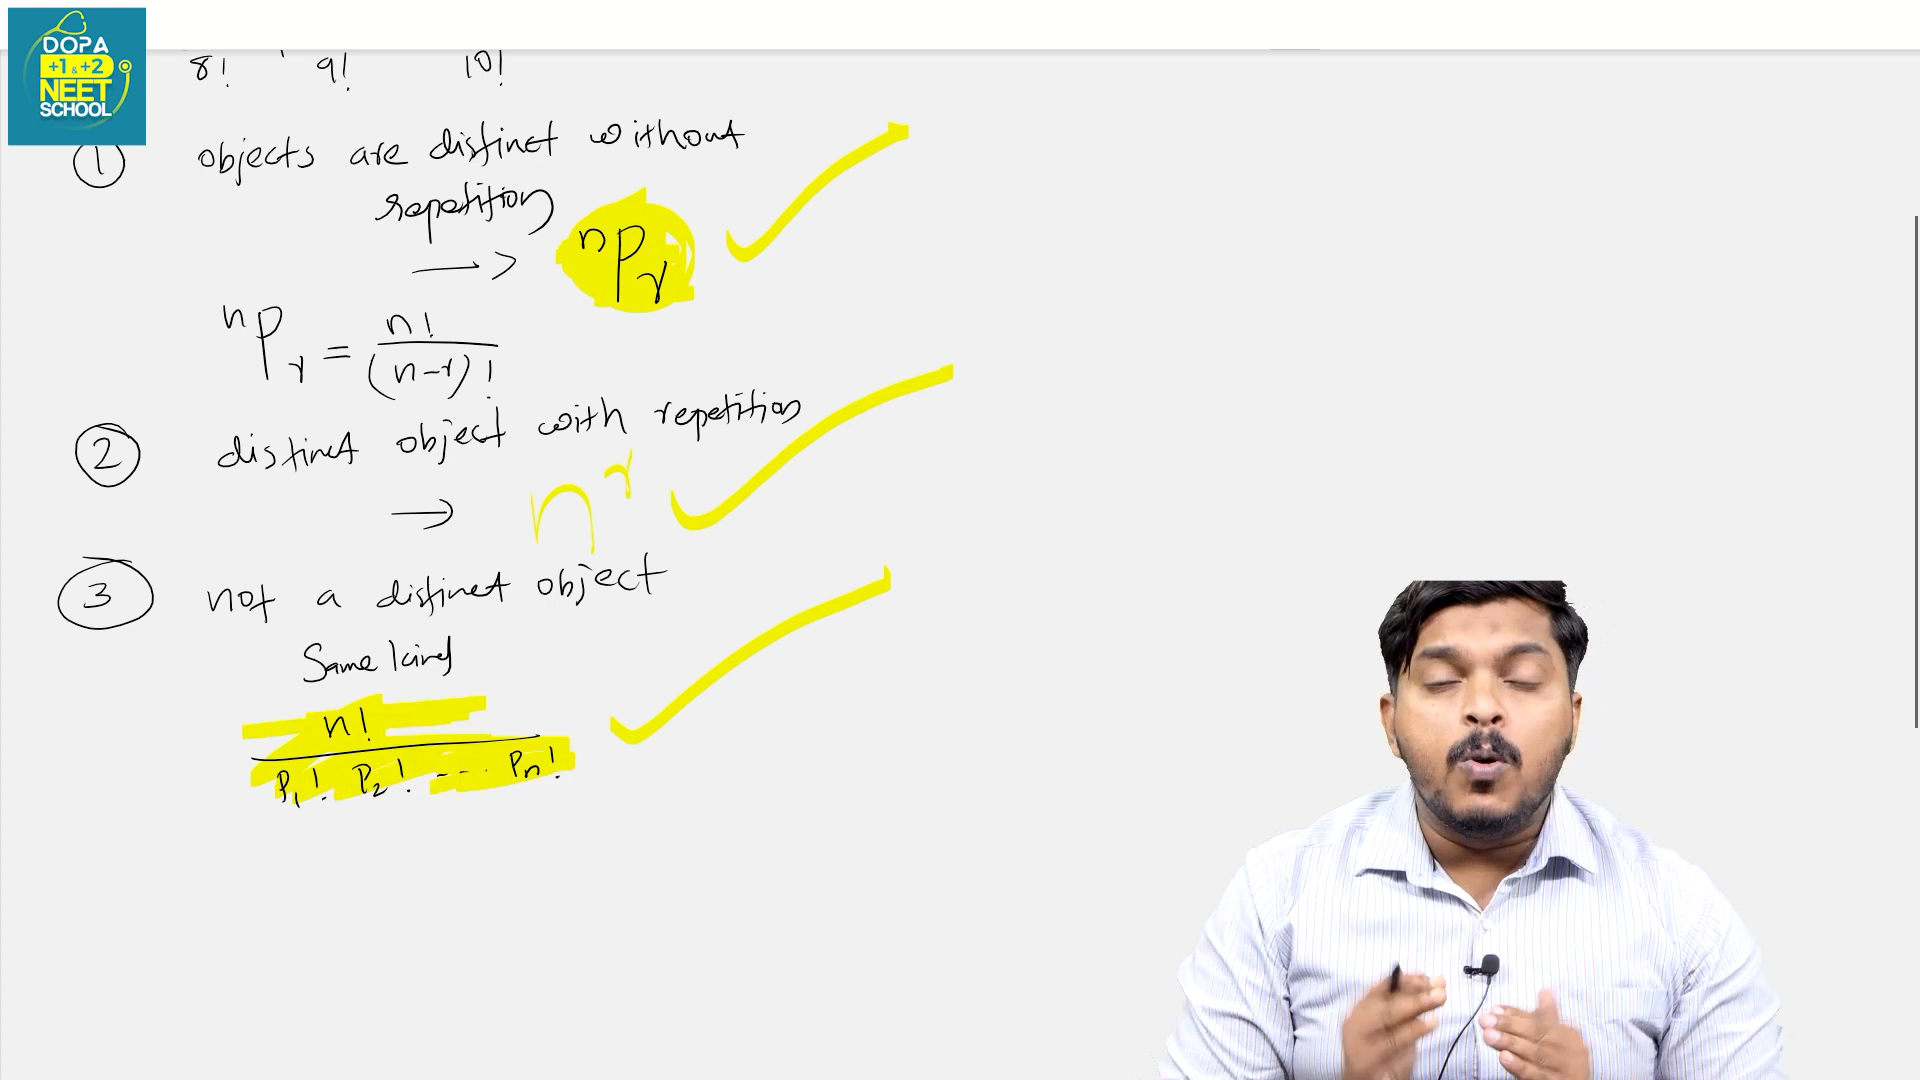 DOPA
+1 & +2
NEET
SCHOOL
8! , 9! 10!
① objects are distinct without
repetition
→ ⁿPᵣ
ⁿPᵣ = n! / (n-r)!
② distinct object with repetition
→ nʳ
③ not a distinct object
Same kind
n!
P₁! P₂! --- Pn!